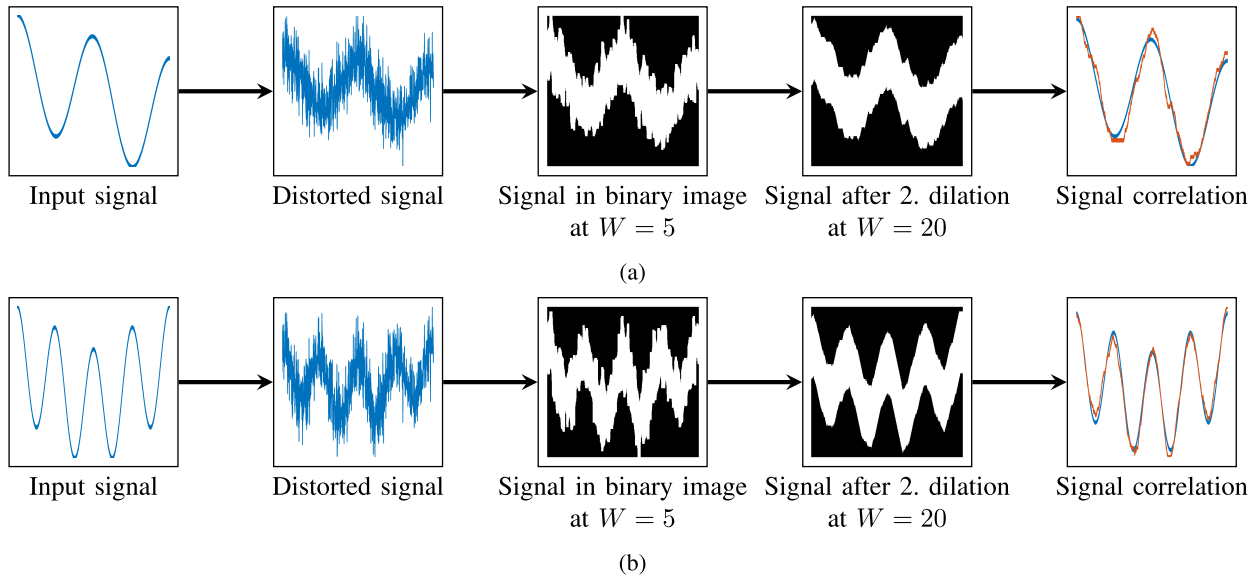 Input signal
Distorted signal
Signal in binary image
at W = 5
Signal after 2. dilation
at W = 20
Signal correlation
(a)
Input signal
Distorted signal
Signal in binary image
at W = 5
Signal after 2. dilation
at W = 20
Signal correlation
(b)